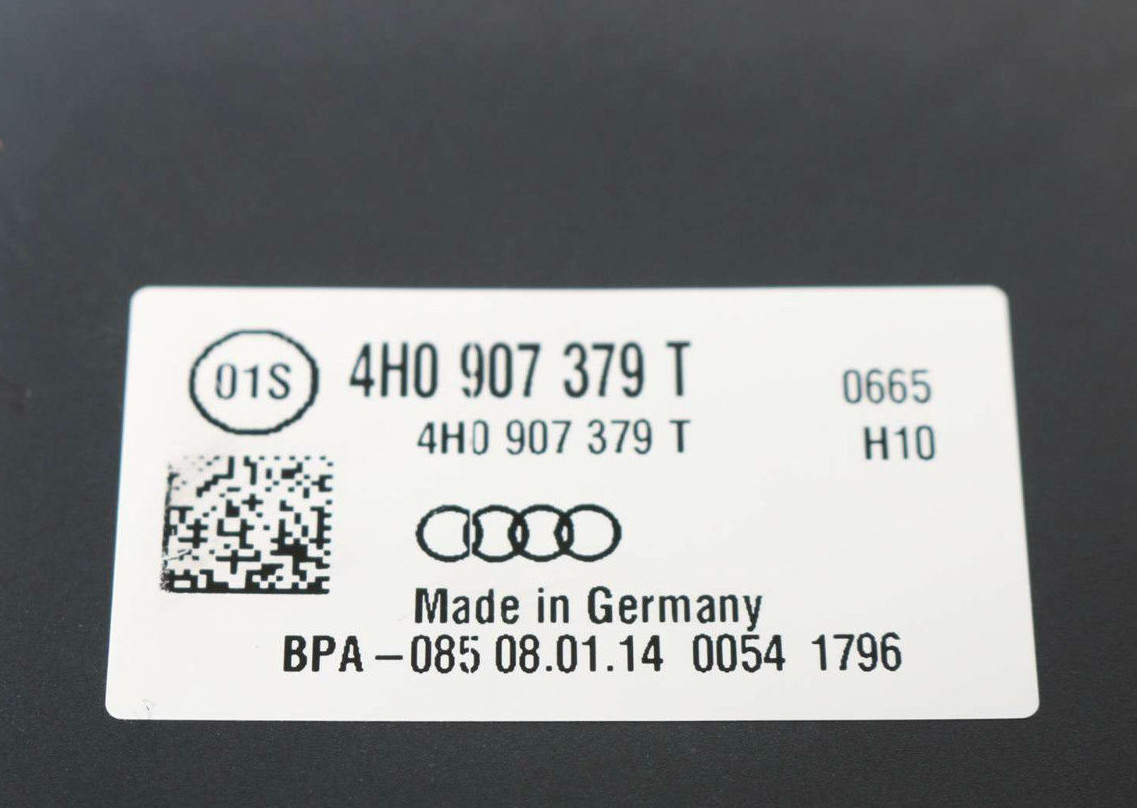 01S 4H0 907 379 T 0665
4H0 907 379 T H10
Made in Germany
BPA-085 08.01.14 0054 1796